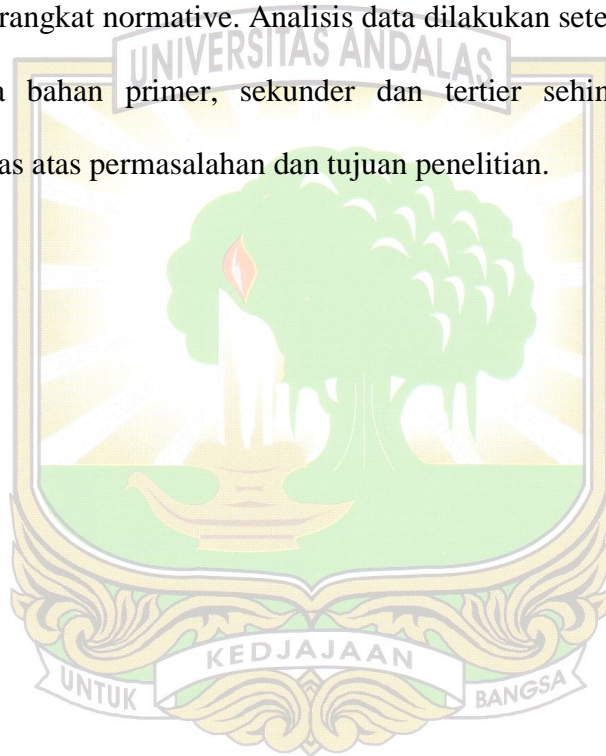 rangkat normative. Analisis data dilakukan sete
UNIVERSITAS ANDALAS
bahan primer, sekunder dan tertier sehin
as atas permasalahan dan tujuan penelitian.
KEDJAJAAN
UNTUK
BANGSA